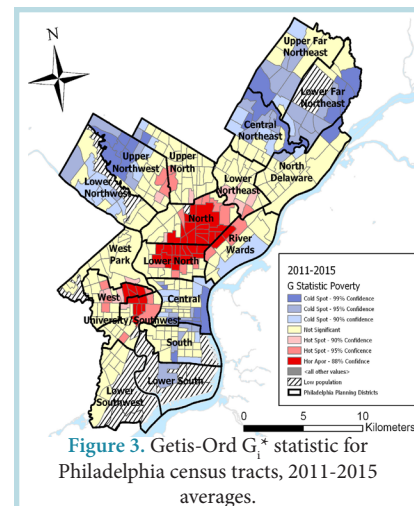 N
Upper Far
Northeast
Lower Far
Northeast
Central
Northeast
Upper
Northwest
Upper
North
Lower
Northwest
Lower
Northeast
North
Delaware
North
River
Wards
West
Park
Lower North
West
Central
University/Southwest
South
Lower
Southwest
Lower South
2011-2015
G Statistic Poverty
Cold Spot - 99% Confidence
Cold Spot - 95% Confidence
Cold Spot - 90% Confidence
Not Significant
Hot Spot - 90% Confidence
Hot Spot - 95% Confidence
<all other values>
Low population
Philadelphia Planning Districts
0 5 10
Kilometers
Figure 3. Getis-Ord Gi* statistic for
Philadelphia census tracts, 2011-2015
averages.